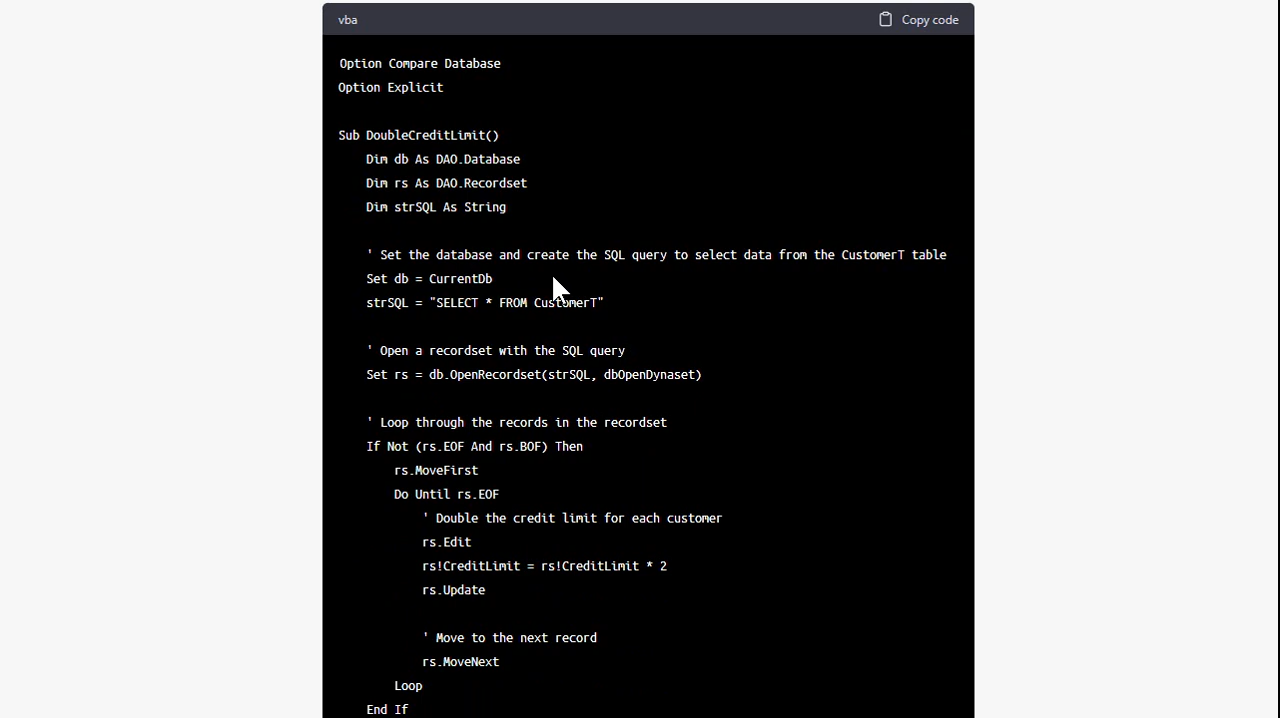 vba
Copy code
Option Compare Database
Option Explicit
Sub DoubleCreditLimit()
Dim db As DAO.Database
Dim rs As DAO.Recordset
Dim strSQL As String
' Set the database and create the SQL query to select data from the CustomerT table
Set db = CurrentDb
strSQL = "SELECT * FROM CustomerT"
' Open a recordset with the SQL query
Set rs = db.OpenRecordset(strSQL, dbOpenDynaset)
' Loop through the records in the recordset
If Not (rs.EOF And rs.BOF) Then
rs.MoveFirst
Do Until rs.EOF
' Double the credit limit for each customer
rs.Edit
rs!CreditLimit = rs!CreditLimit * 2
rs.Update
' Move to the next record
rs.MoveNext
Loop
End If